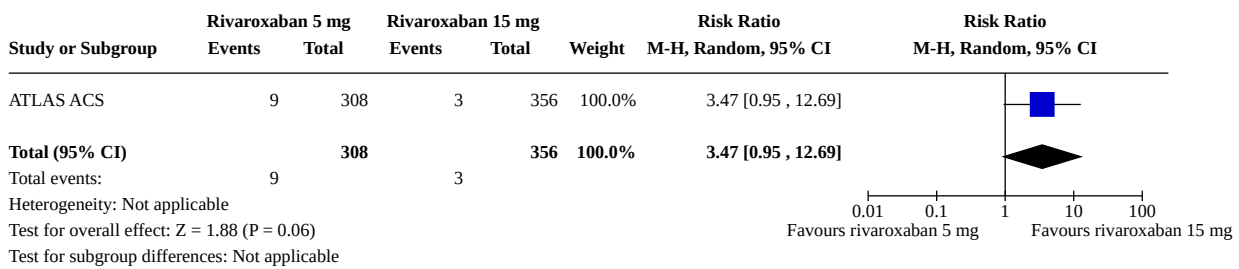 Rivaroxaban 5 mg Rivaroxaban 15 mg Risk Ratio Risk Ratio
Study or Subgroup Events Total Events Total Weight M-H, Random, 95% CI M-H, Random, 95% CI
ATLAS ACS 9 308 3 356 100.0% 3.47 [0.95 , 12.69]
Total (95% CI) 308 356 100.0% 3.47 [0.95 , 12.69]
Total events: 9 3
Heterogeneity: Not applicable
0.01 0.1 1 10 100
Test for overall effect: Z = 1.88 (P = 0.06) Favours rivaroxaban 5 mg Favours rivaroxaban 15 mg
Test for subgroup differences: Not applicable